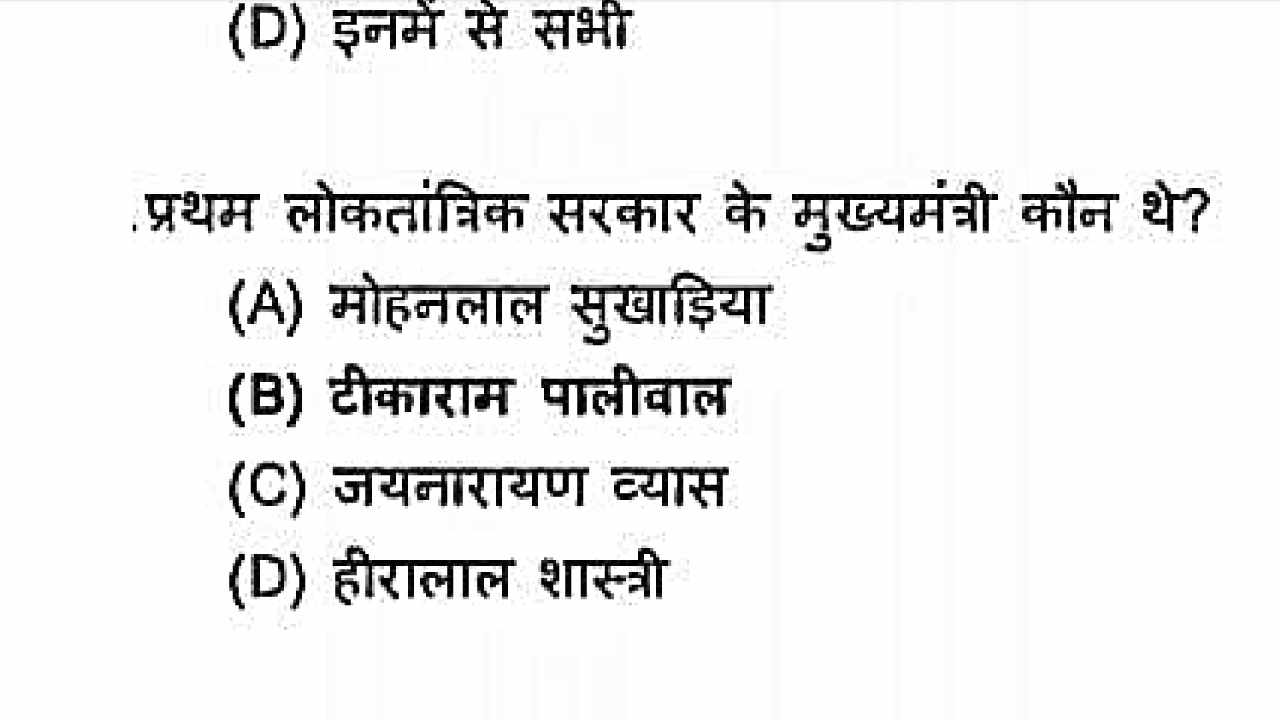 (D) इनमें से सभी
.प्रथम लोकतांत्रिक सरकार के मुख्यमंत्री कौन थे?
(A) मोहनलाल सुखाड़िया
(B) टीकाराम पालीवाल
(C) जयनारायण व्यास
(D) हीरालाल शास्त्री